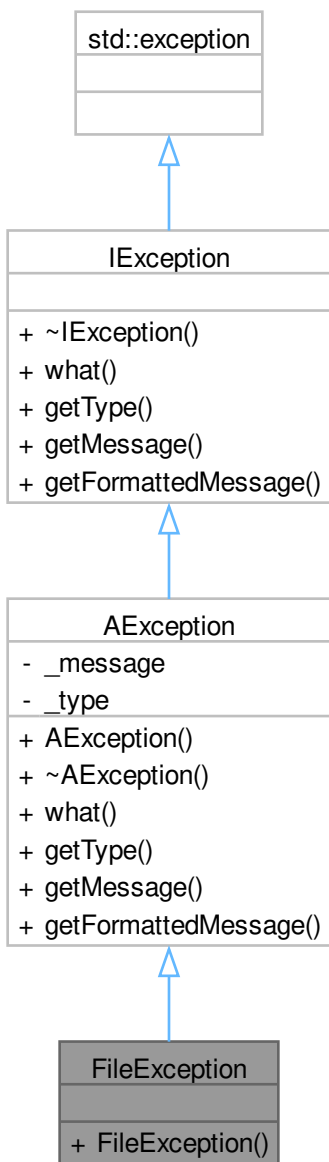 std::exception
IException
+ ~IException()
+ what()
+ getType()
+ getMessage()
+ getFormattedMessage()
AException
- _message
- _type
+ AException()
+ ~AException()
+ what()
+ getType()
+ getMessage()
+ getFormattedMessage()
FileException
+ FileException()